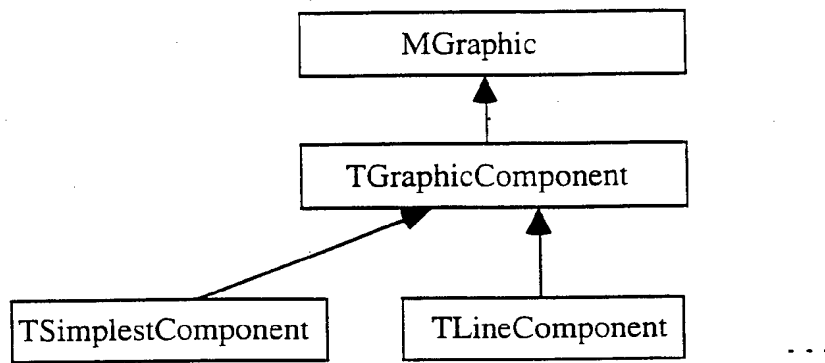 MGraphic
TGraphicComponent
TSimplestComponent
TLineComponent
...